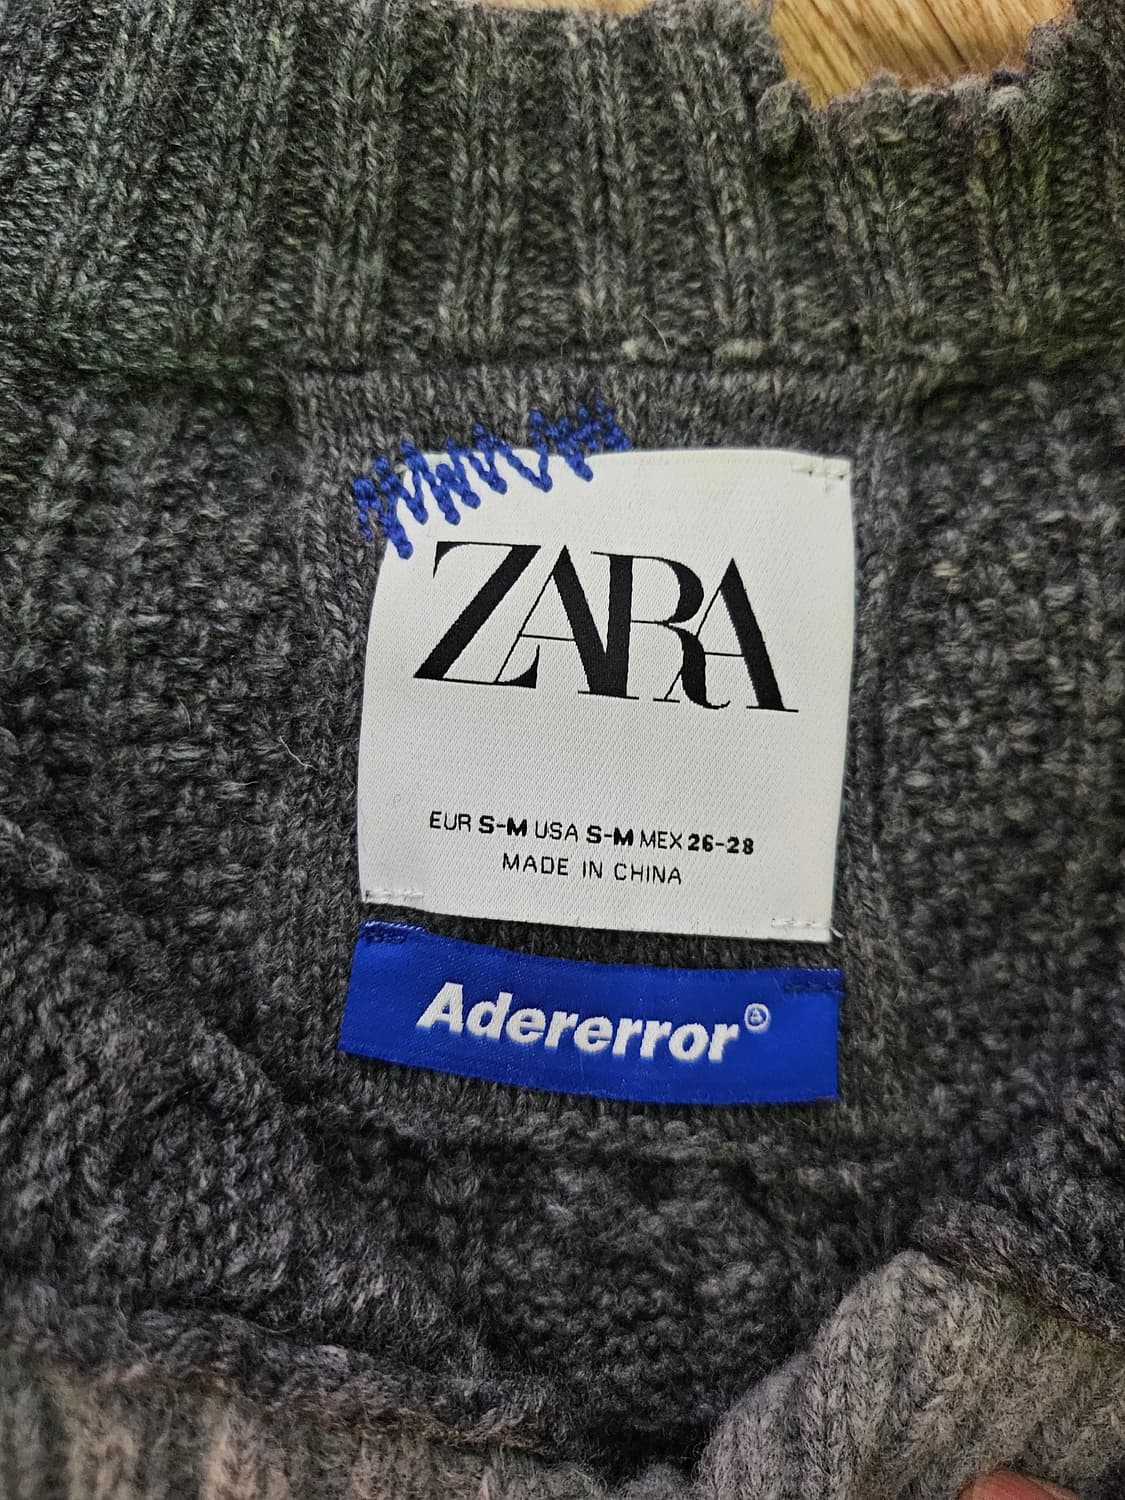 ZARA
EUR S-M USA S-M MEX 26-28
MADE IN CHINA
Adererror